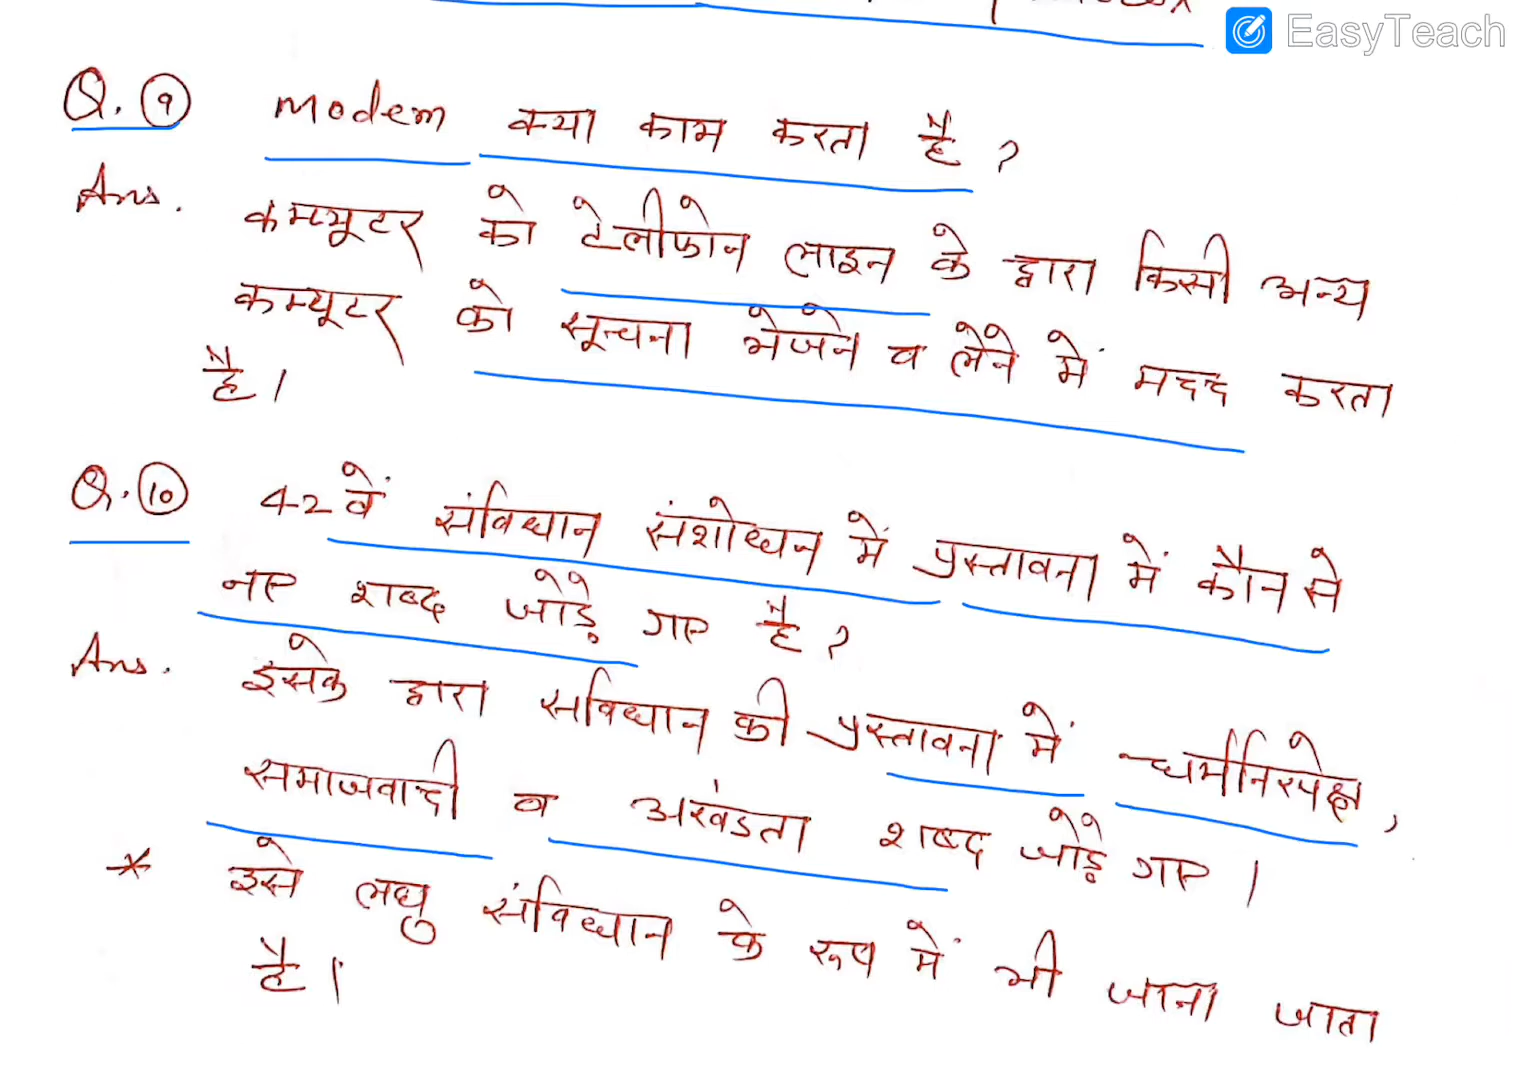 EasyTeach
Q. 9 Modem क्या काम करता है ?
Ans. कम्प्यूटर को टेलीफोन लाइन के द्वारा किसी अन्य
कम्प्यूटर को सूचना भेजने व लेने में मदद करता
है।
Q. 10 42वें संविधान संशोधन में प्रस्तावना में कौन से
नए शब्द जोड़े गए है ?
Ans. इसके द्वारा सविधान की प्रस्तावना में धर्मनिरपेक्ष,
समाजवादी व अखंडता शब्द जोड़े गए ।
* इसे लघु संविधान के रूप में भी जाना जाता
है।